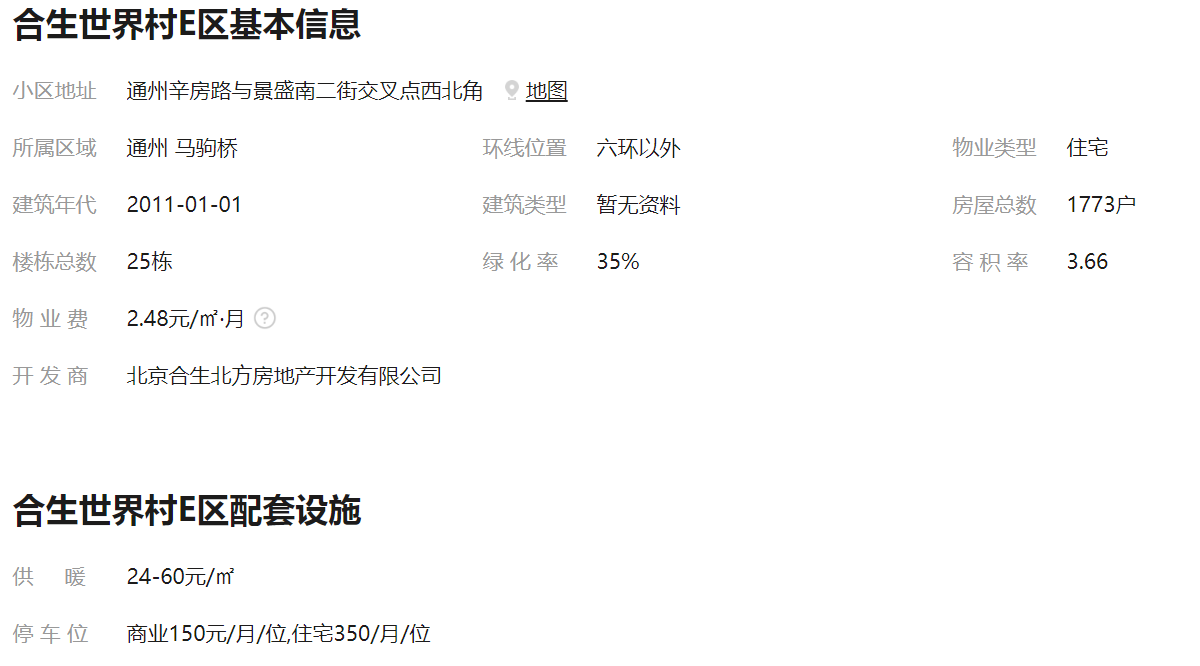 合生世界村E区基本信息
小区地址 通州辛房路与景盛南二街交叉点西北角 地图
所属区域 通州 马驹桥 环线位置 六环以外 物业类型 住宅
建筑年代 2011-01-01 建筑类型 暂无资料 房屋总数 1773户
楼栋总数 25栋 绿 化 率 35% 容 积 率 3.66
物 业 费 2.48元/㎡·月 ?
开 发 商 北京合生北方房地产开发有限公司
合生世界村E区配套设施
供 暖 24-60元/㎡
停 车 位 商业150元/月/位,住宅350/月/位